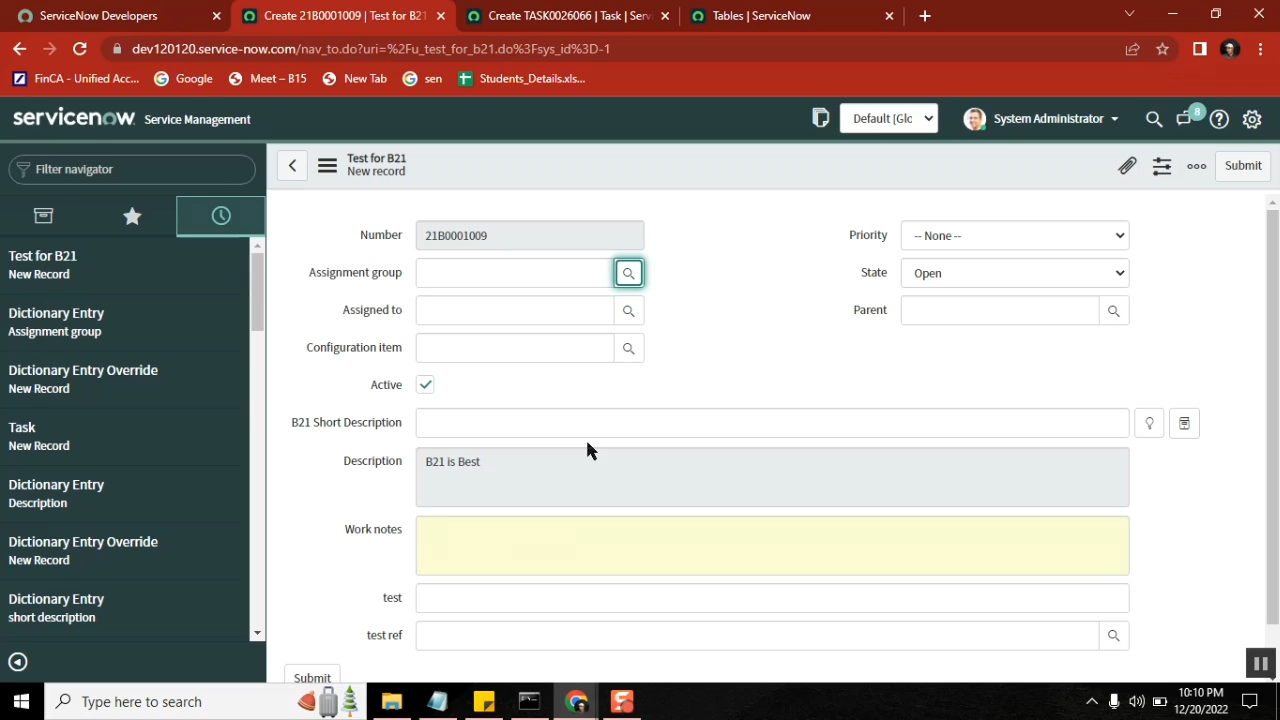 ServiceNow Developers
Create 21B0001009 | Test for B21
Create TASK0026066 | Task | Serv
Tables | ServiceNow
dev120120.service-now.com/nav_to.do?uri=%2Fu_test_for_b21.do%3Fsys_id%3D-1
FinCA - Unified Acc...
Google
Meet – B15
New Tab
sen
Students_Details.xls...
servicenow Service Management
Default [Glo
System Administrator
8
Filter navigator
Test for B21
New record
Submit
Test for B21
New Record
Dictionary Entry
Assignment group
Dictionary Entry Override
New Record
Task
New Record
Dictionary Entry
Description
Dictionary Entry Override
New Record
Dictionary Entry
short description
Number
21B0001009
Priority
-- None --
Assignment group
State
Open
Assigned to
Parent
Configuration item
Active
B21 Short Description
Description
B21 is Best
Work notes
test
test ref
Submit
Type here to search
10:10 PM
12/20/2022